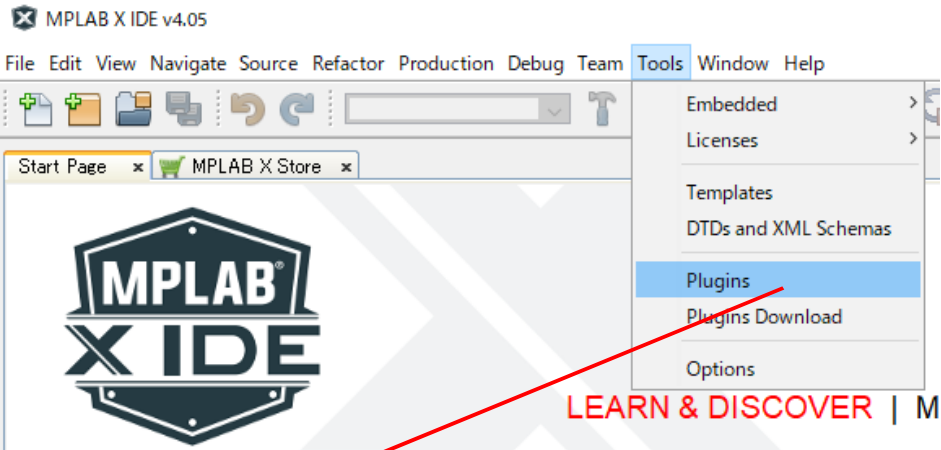 MPLAB X IDE v4.05
File Edit View Navigate Source Refactor Production Debug Team Tools Window Help
Start Page
MPLAB X Store
Embedded
Licenses
Templates
DTDs and XML Schemas
Plugins
Plugins Download
Options
MPLAB®
X IDE
LEARN & DISCOVER | M